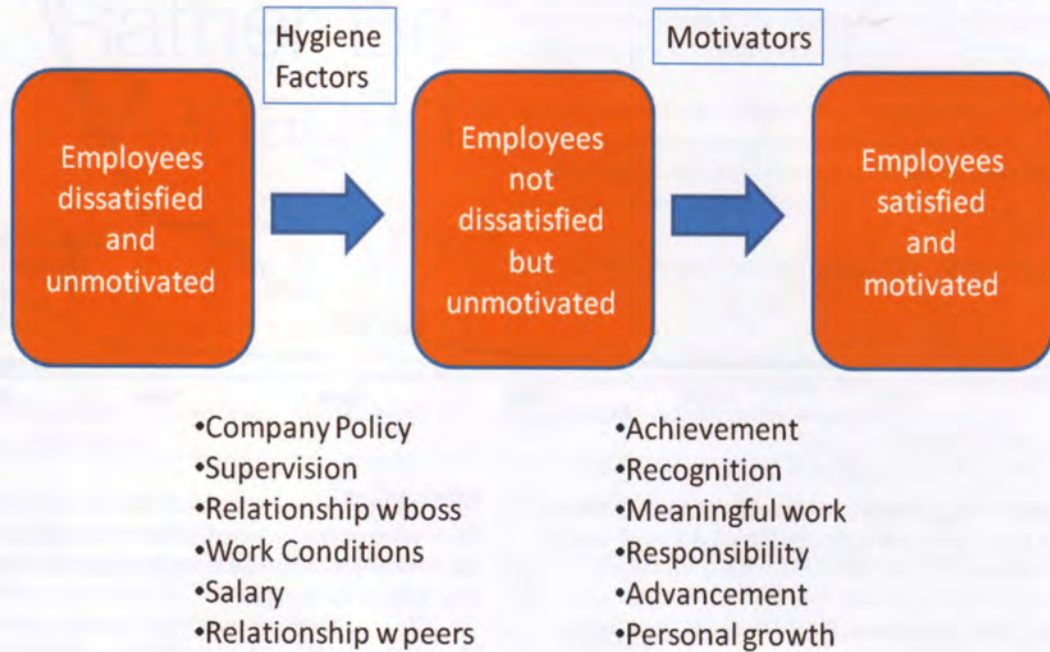 Hygiene
Factors
Motivators
Employees
dissatisfied
and
unmotivated
Employees
not
dissatisfied
but
unmotivated
Employees
satisfied
and
motivated
•Company Policy
•Supervision
•Relationship w boss
•Work Conditions
•Salary
•Relationship w peers
•Achievement
•Recognition
•Meaningful work
•Responsibility
•Advancement
•Personal growth